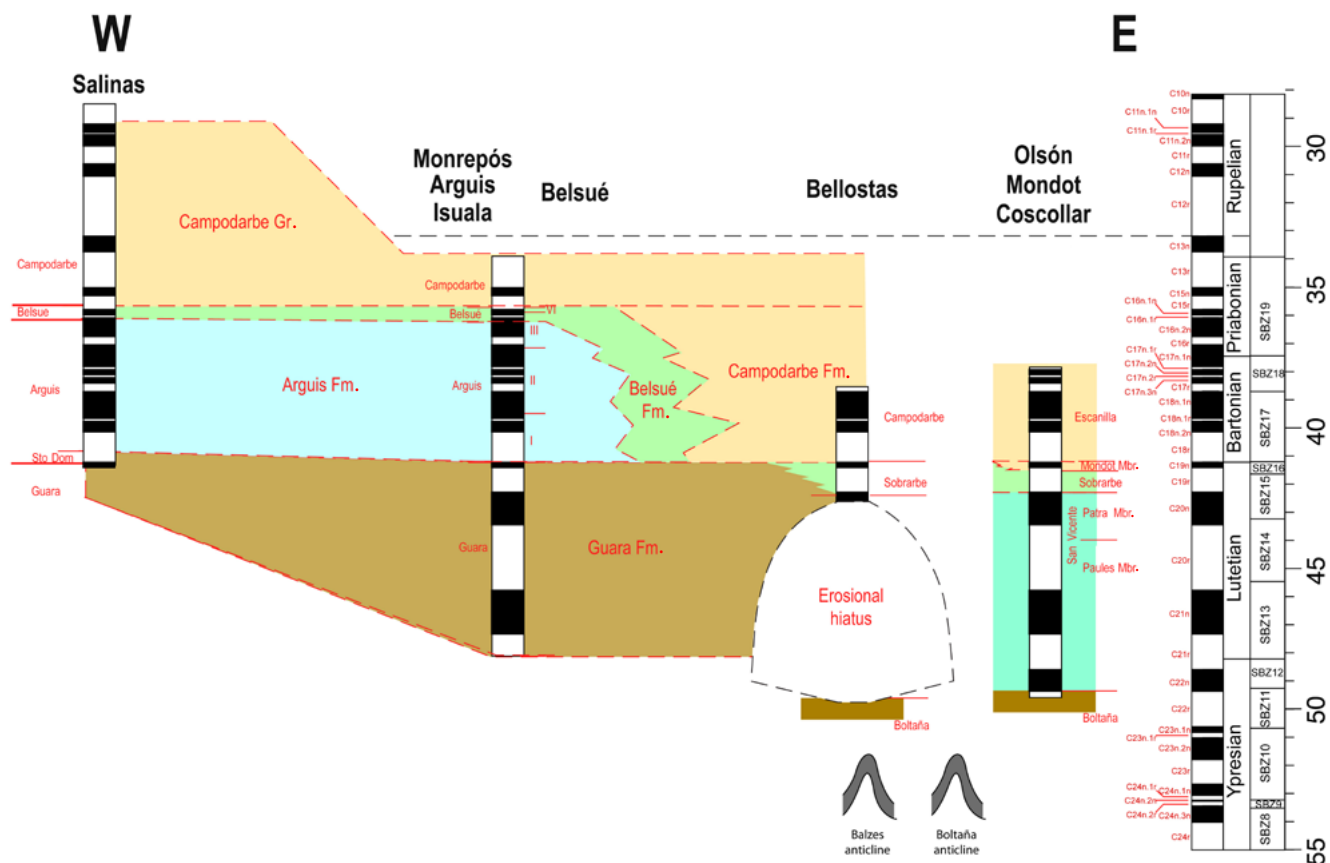 W
E
Salinas
Monrepós
Arguis
Isuala
Belsué
Bellostas
Olsón
Mondot
Coscollar
Campodarbe Gr.
Campodarbe
Belsue
Arguis
Sto Dom
Guara
Campodarbe
Belsué
VI
III
Arguis
II
I
Arguis Fm.
Belsué
Fm.
Campodarbe Fm.
Guara
Guara Fm.
Campodarbe
Sobrarbe
Erosional
hiatus
Boltaña
Escanilla
Mondot Mbr.
Sobrarbe
San Vicente
Patra Mbr.
Paules Mbr.
Boltaña
Balzes
anticline
Boltaña
anticline
C10n
C10r
C11n.1n
C11n.1r
C11n.2n
C11r
C12n
C12r
C13n
C13r
C15n
C16n.1n
C15r
C16n.1r
C16n.2n
C16r
C17n.1r
C17n.1n
C17n.2n
C17n.2r
C17r
C17n.3n
C18n.1n
C18n.1r
C18n.2n
C18r
C19n
C19r
C20n
C20r
C21n
C21r
C22n
C22r
C23n.1n
C23n.1r
C23n.2n
C23r
C24n.1r
C24n.1n
C24n.2n
C24n.2r
C24n.3n
C24r
Rupelian
Priabonian
Bartonian
Lutetian
Ypresian
SBZ19
SBZ18
SBZ17
SBZ16
SBZ15
SBZ14
SBZ13
SBZ12
SBZ11
SBZ10
SBZ9
SBZ8
30
35
40
45
50
55